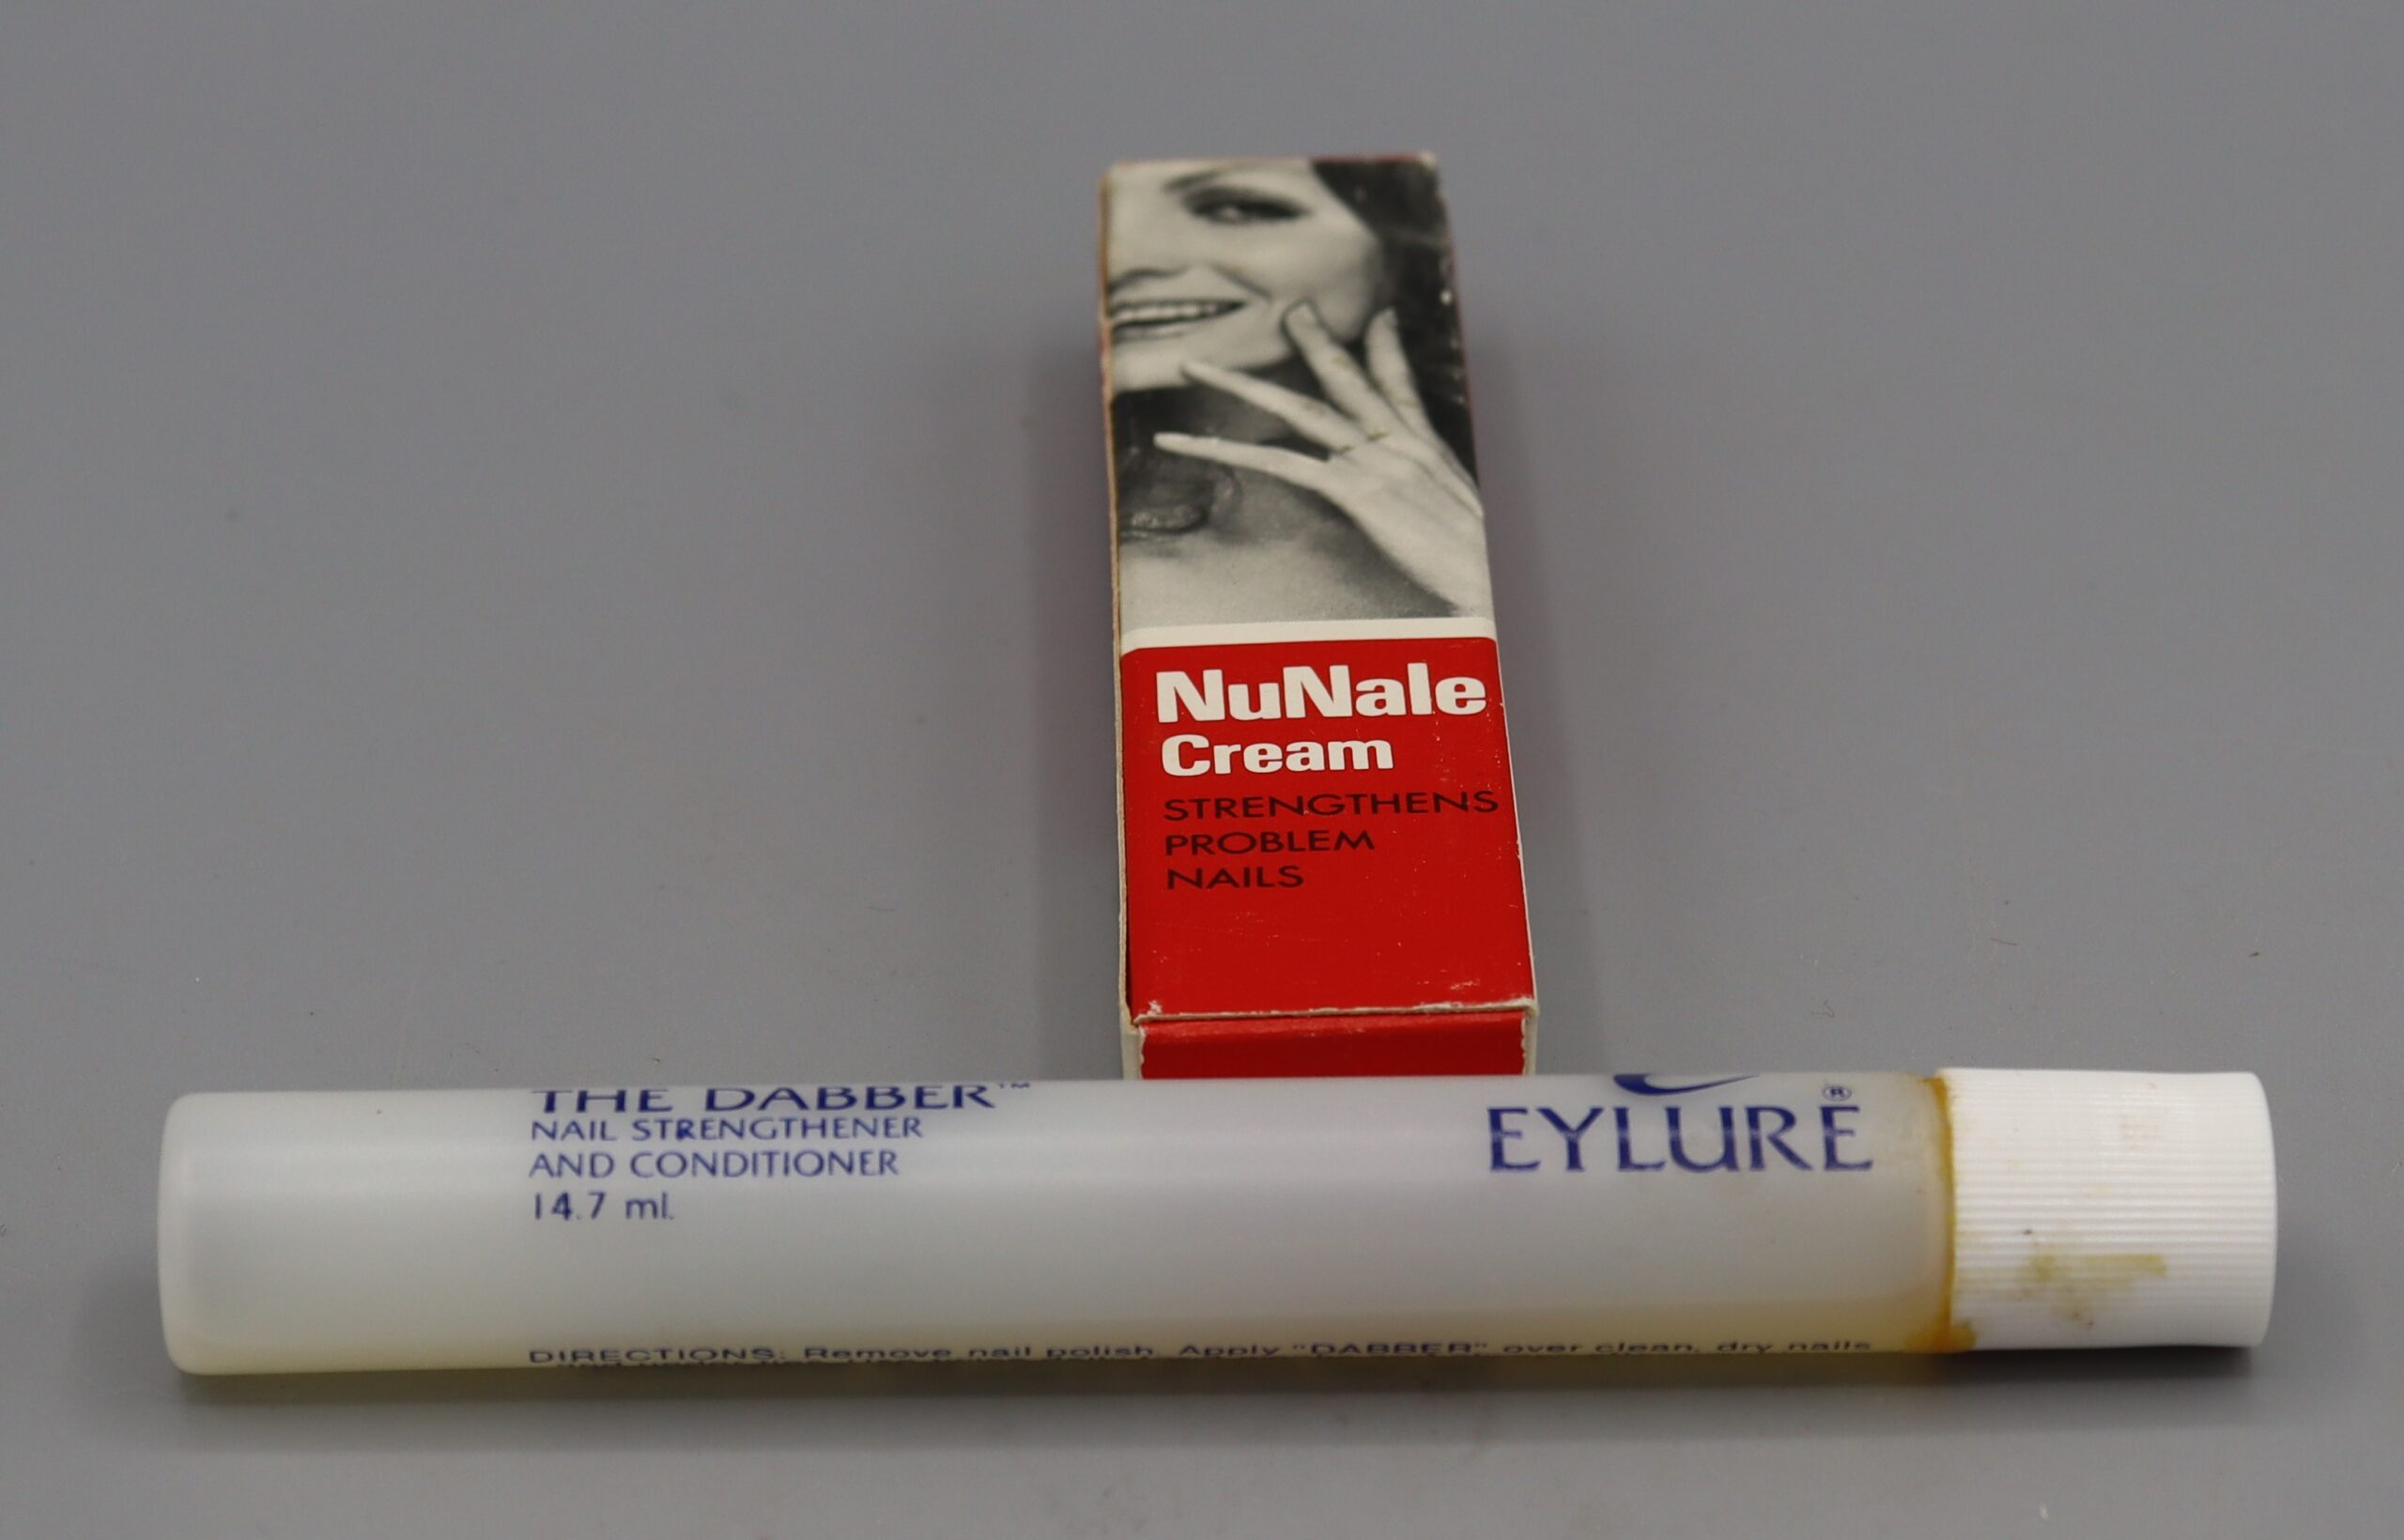 NuNale
Cream
STRENGTHENS
PROBLEM
NAILS
THE DABBER™
NAIL STRENGTHENER
AND CONDITIONER
14.7 ml.
EYLURE®
DIRECTIONS: Remove nail polish. Apply "DABBER" over clean, dry nails